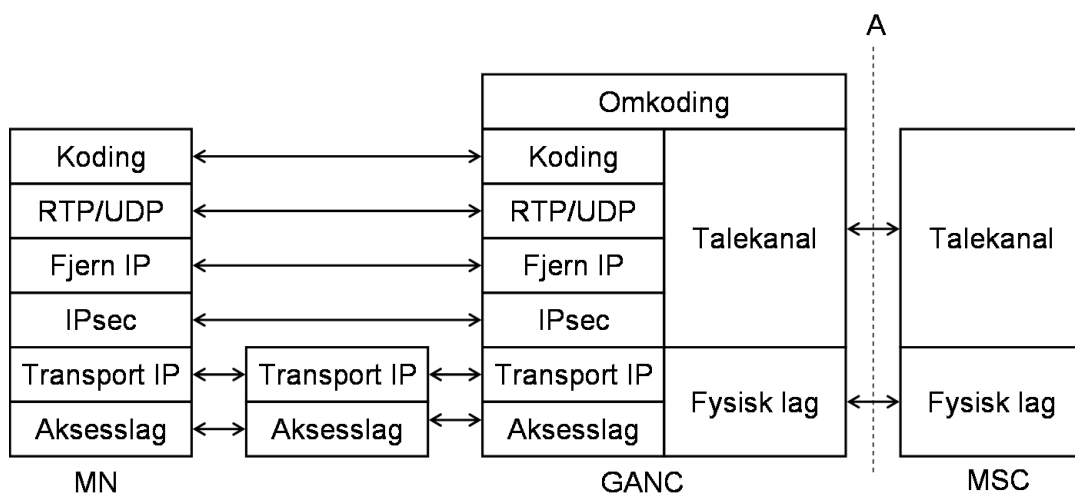 A
Omkoding
Koding
Koding
RTP/UDP
RTP/UDP
Talekanal
Talekanal
Fjern IP
Fjern IP
IPsec
IPsec
Transport IP
Transport IP
Transport IP
Fysisk lag
Fysisk lag
Aksesslag
Aksesslag
Aksesslag
MN
GANC
MSC